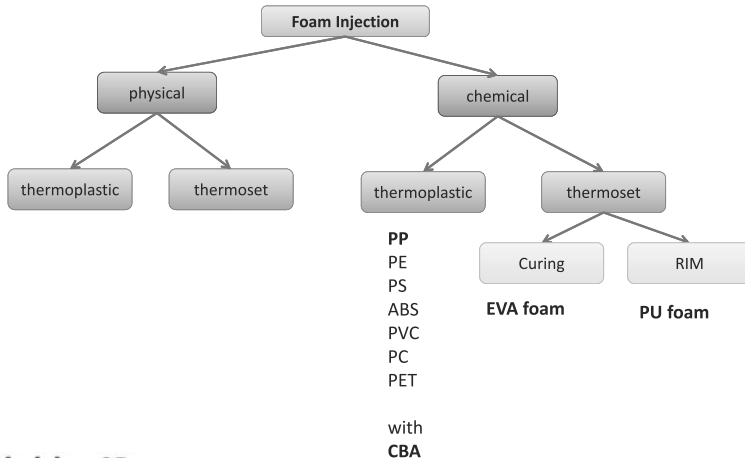 Foam Injection
physical
chemical
thermoplastic
thermoset
thermoplastic
thermoset
PP
PE
PS
ABS
PVC
PC
PET
with
CBA
Curing
RIM
EVA foam
PU foam